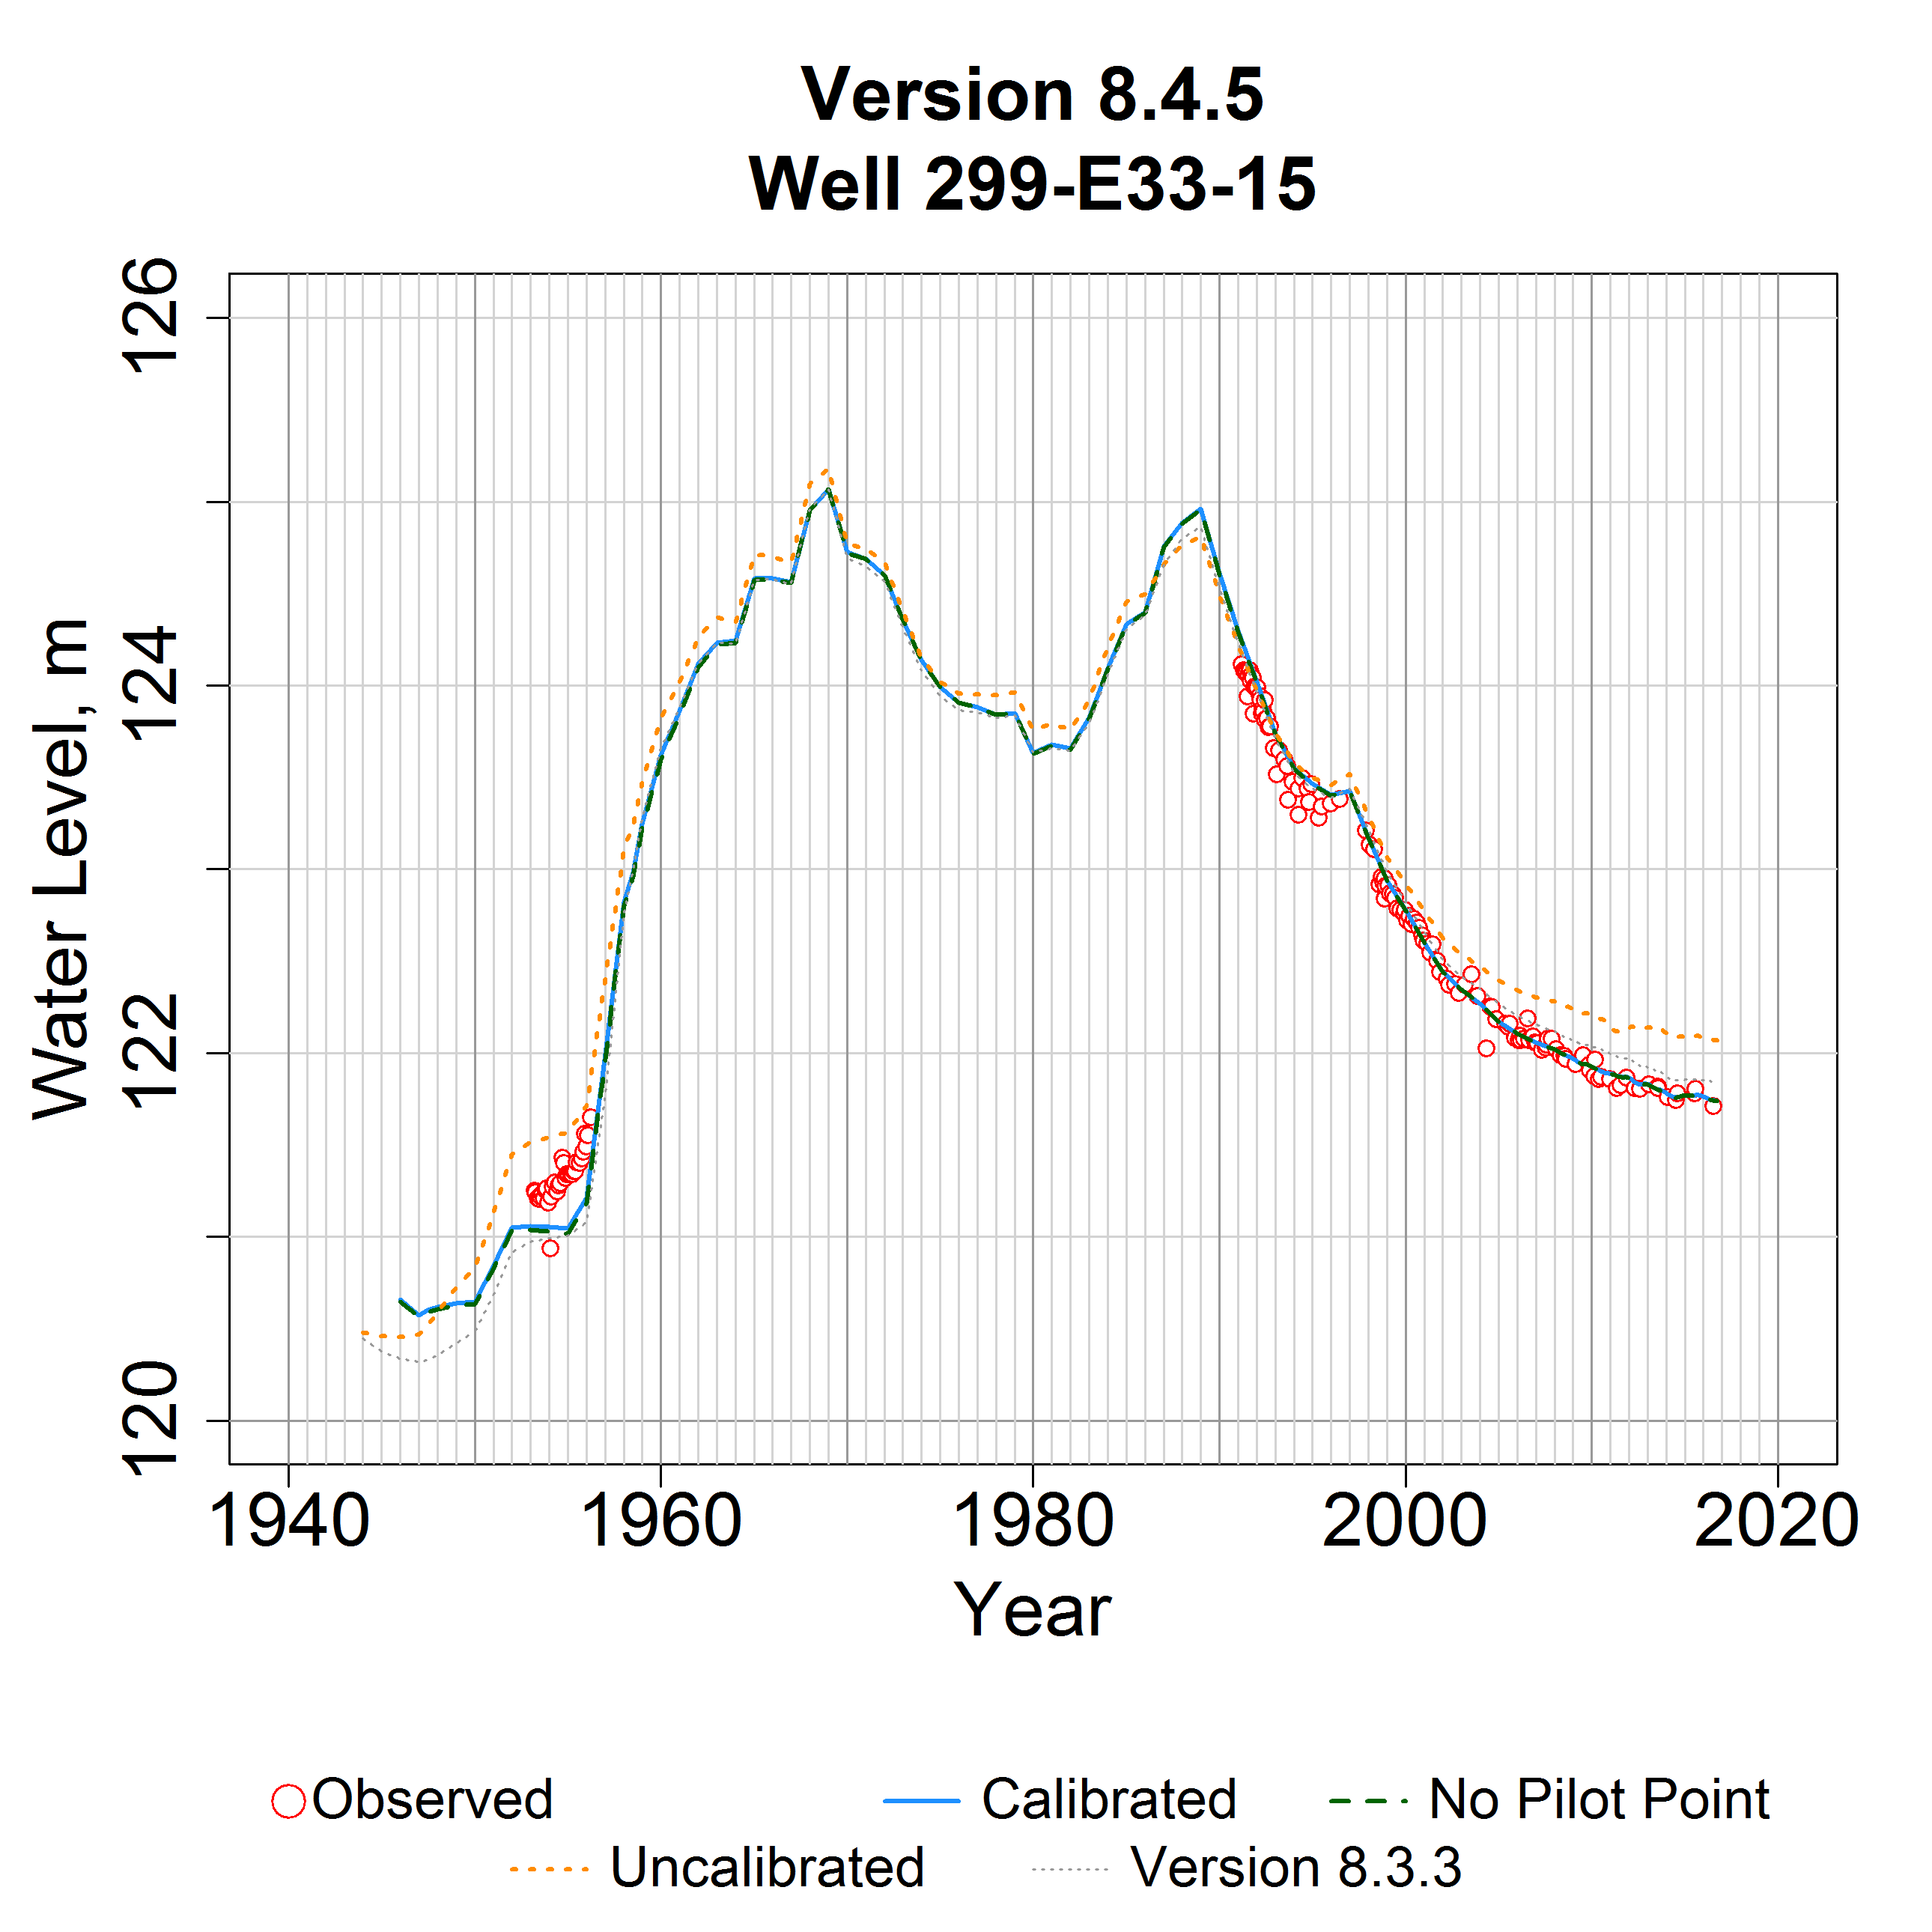 Version 8.4.5
Well 299-E33-15
Water Level, m
126
124
122
120
1940 1960 1980 2000 2020
Year
Observed Calibrated No Pilot Point
Uncalibrated Version 8.3.3